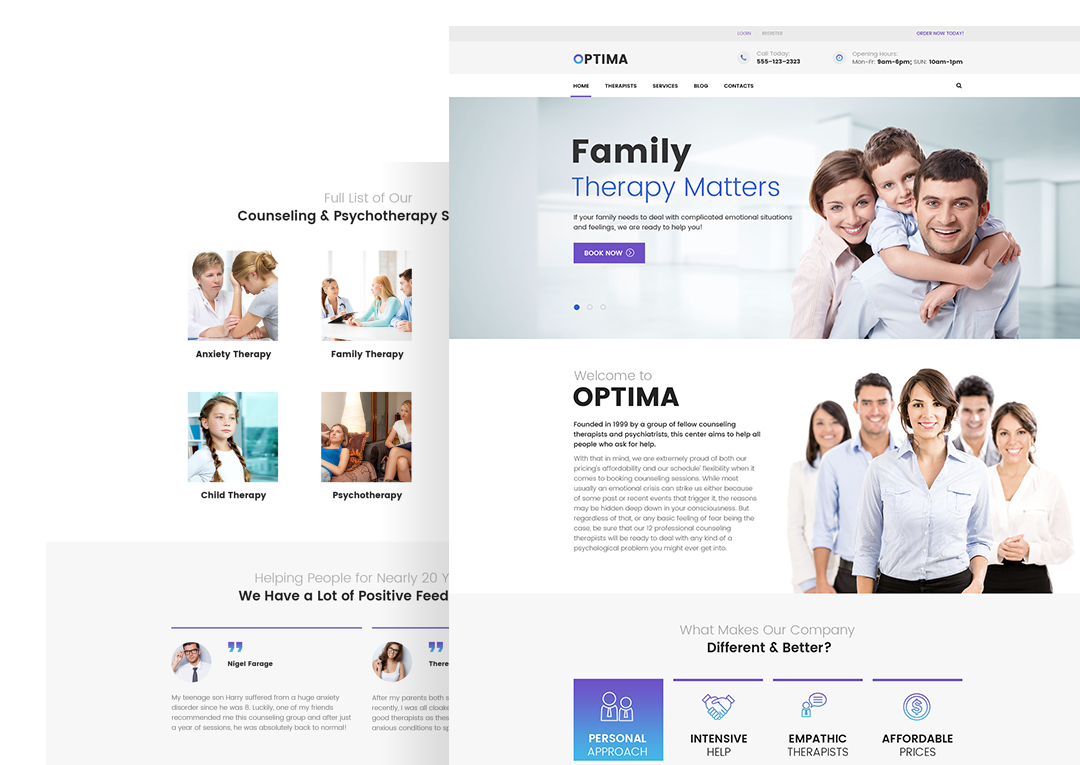 LOGIN
REGISTER
ORDER NOW TODAY!
OPTIMA
Call Today:
555-123-2323
Opening Hours:
Mon-Fr: 9am-6pm; SUN: 10am-1pm
HOME
THERAPISTS
SERVICES
BLOG
CONTACTS
Family
Therapy Matters
If your family needs to deal with complicated emotional situations
and feelings, we are ready to help you!
BOOK NOW
Welcome to
OPTIMA
Founded in 1999 by a group of fellow counseling
therapists and psychiatrists, this center aims to help all
people who ask for help.
With that in mind, we are extremely proud of both our
pricing's affordability and our schedule' flexibility when it
comes to booking counseling sessions. While most
usually an emotional crisis can strike us either because
of some past or recent events that trigger it, the reasons
may be hidden deep down in your consciousness. But
regardless of that, or any basic feeling of fear being the
case, be sure that our 12 professional counseling
therapists will be ready to deal with any kind of a
psychological problem you might ever get into.
What Makes Our Company
Different & Better?
PERSONAL
APPROACH
INTENSIVE
HELP
EMPATHIC
THERAPISTS
AFFORDABLE
PRICES
Full List of Our
Counseling & Psychotherapy S
Anxiety Therapy
Family Therapy
Child Therapy
Psychotherapy
Helping People for Nearly 20 Y
We Have a Lot of Positive Feed
Nigel Farage
My teenage son Harry suffered from a huge anxiety
disorder since he was 8. Luckily, one of my friends
recommended me this counseling group and after just
a year of sessions, he was absolutely back to normal!
There
After my parents both s
recently, I was all cloake
good therapists as thes
anxious conditions to sp